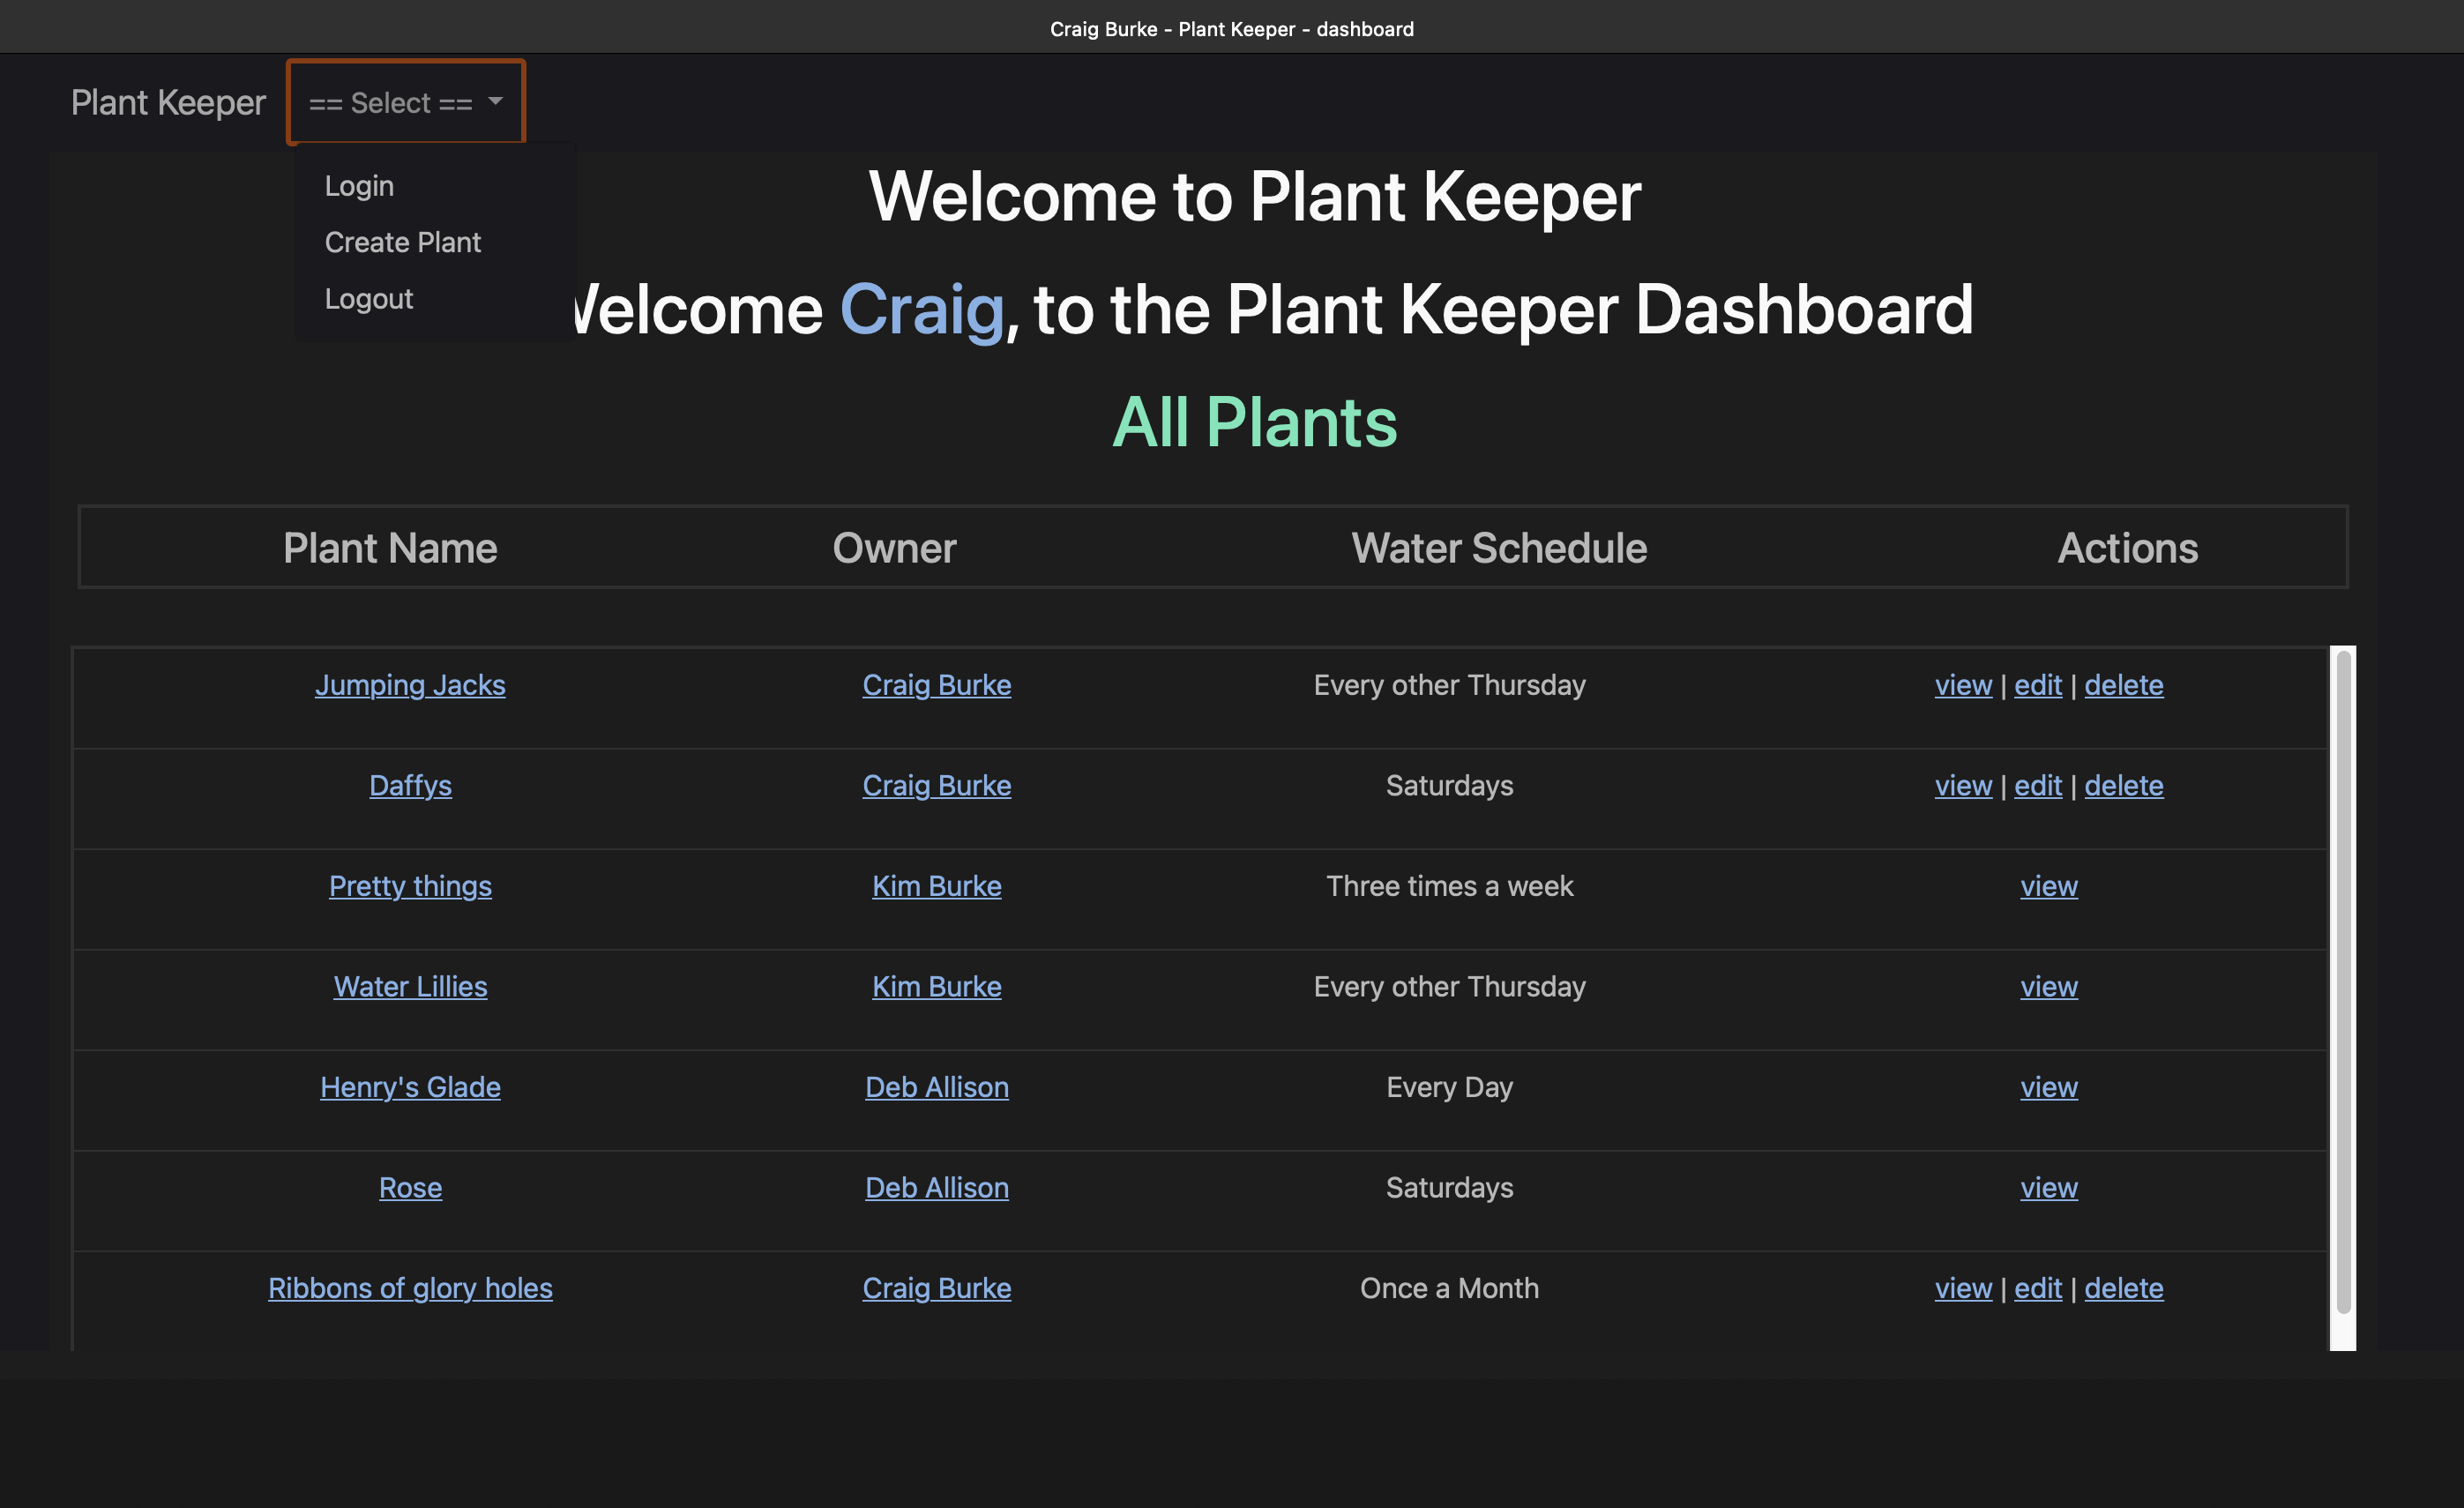 Craig Burke - Plant Keeper - dashboard
Plant Keeper == Select ==
Login
Create Plant
Logout
Welcome to Plant Keeper
Welcome Craig, to the Plant Keeper Dashboard
All Plants
Plant Name Owner Water Schedule Actions
Jumping Jacks Craig Burke Every other Thursday view | edit | delete
Daffys Craig Burke Saturdays view | edit | delete
Pretty things Kim Burke Three times a week view
Water Lillies Kim Burke Every other Thursday view
Henry's Glade Deb Allison Every Day view
Rose Deb Allison Saturdays view
Ribbons of glory holes Craig Burke Once a Month view | edit | delete